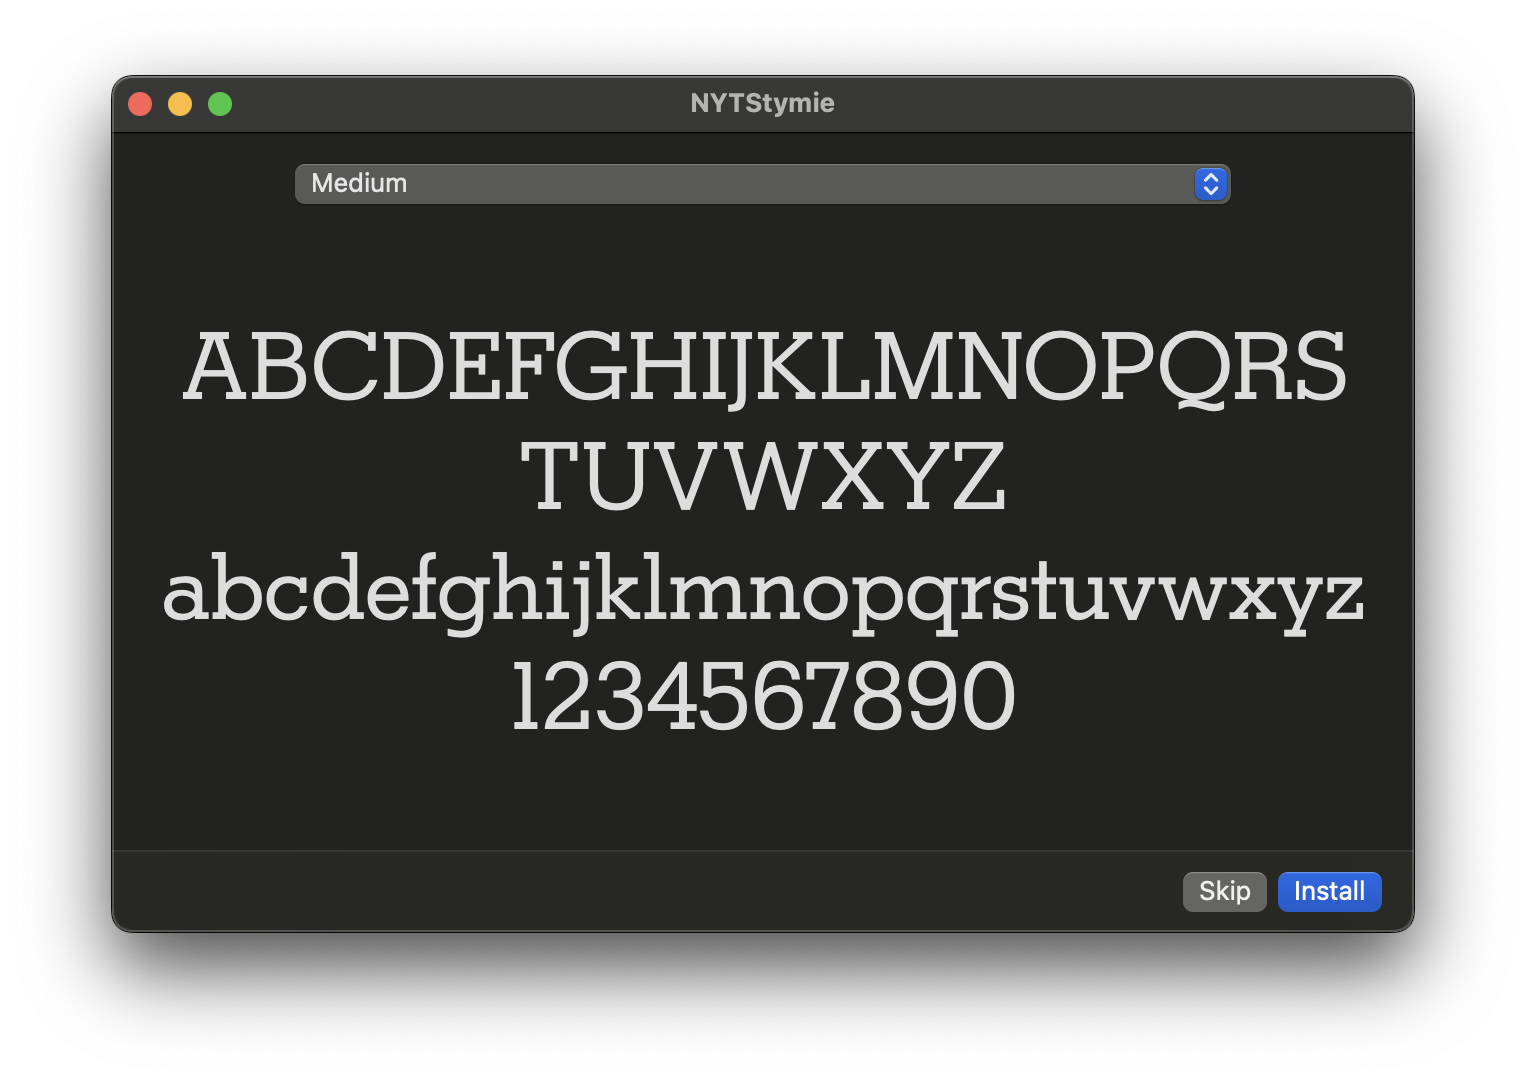 NYTStymie
Medium
ABCDEFGHIJKLMNOPQRS
TUVWXYZ
abcdefghijklmnopqrstuvwxyz
1234567890
Skip Install